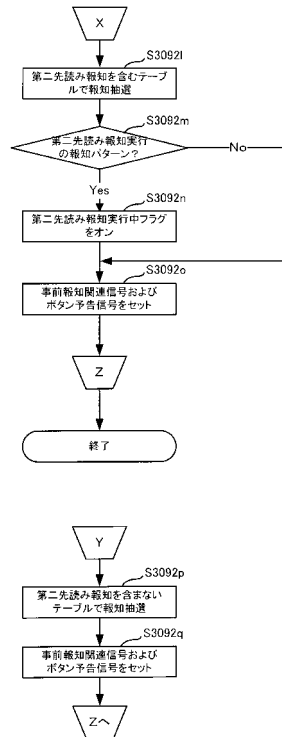 X
S3092l
第二先読み報知を含むテーブ
ルで報知抽選
S3092m
第二先読み報知実行
の報知パターン?
No
Yes
S3092n
第二先読み報知実行中フラグ
をオン
S3092o
事前報知関連信号および
ボタン予告信号をセット
Z
終了
Y
S3092p
第二先読み報知を含まない
テーブルで報知抽選
S3092q
事前報知関連信号および
ボタン予告信号をセット
Zへ